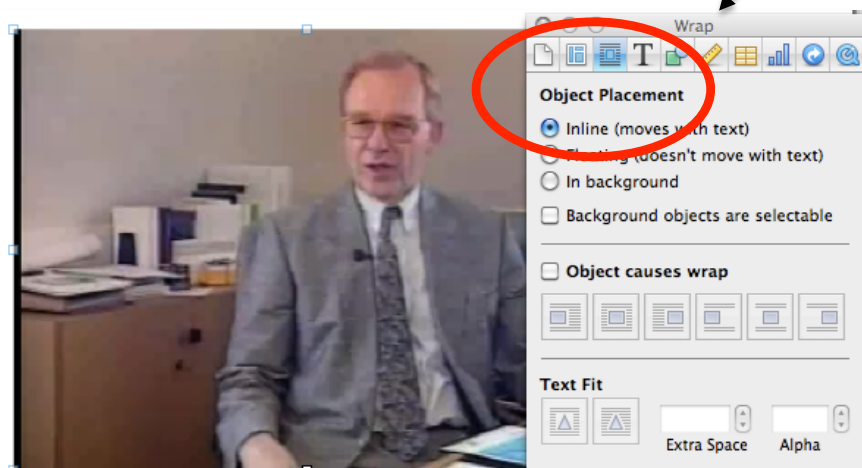 Wrap
T
Object Placement
Inline (moves with text)
Floating (doesn't move with text)
In background
Background objects are selectable
Object causes wrap
Text Fit
Extra Space Alpha